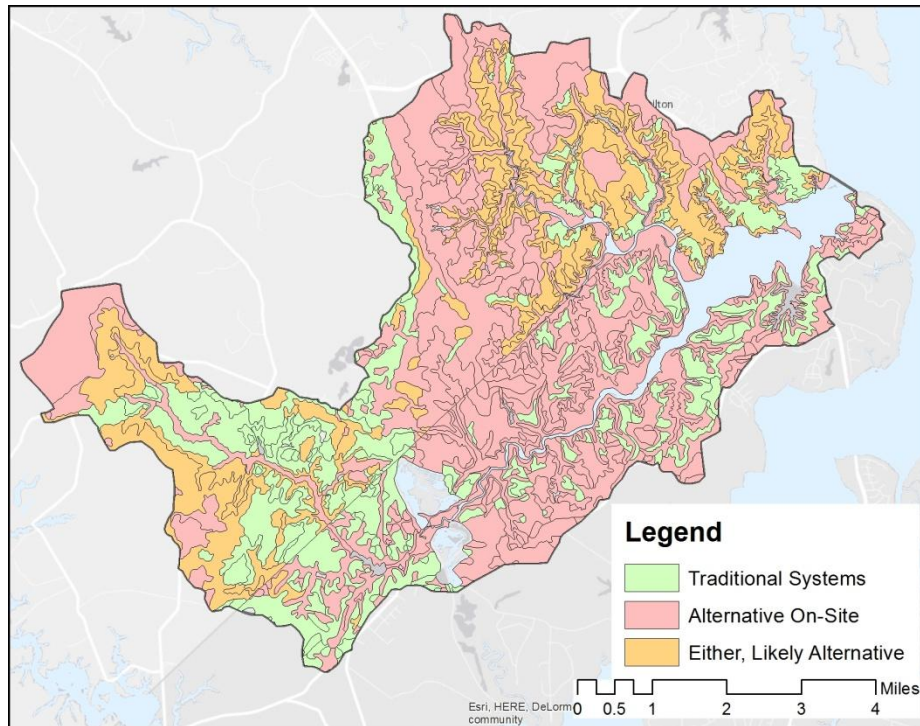 ilton
Legend
Traditional Systems
Alternative On-Site
Either, Likely Alternative
Miles
Esri, HERE, DeLorm
community
0 0.5 1 2 3 4